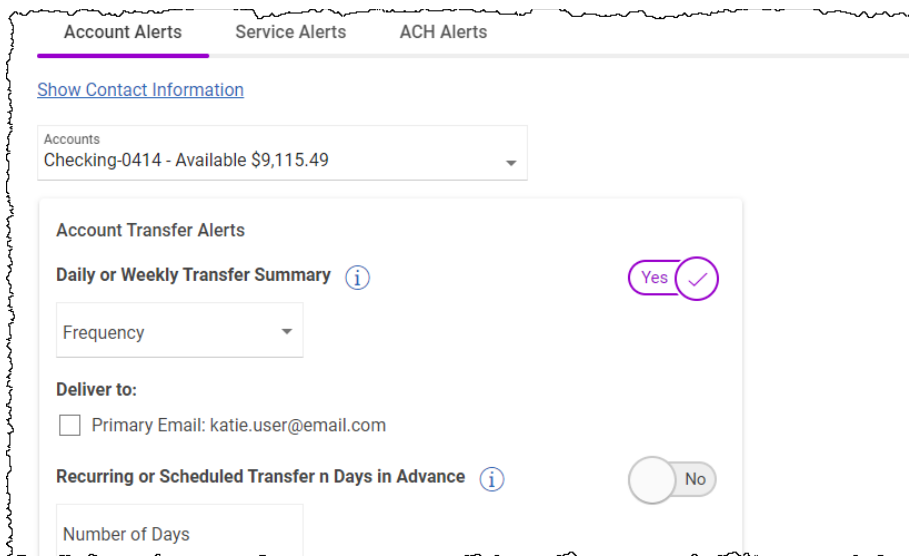 Account Alerts Service Alerts ACH Alerts
Show Contact Information
Accounts
Checking-0414 - Available $9,115.49
Account Transfer Alerts
Daily or Weekly Transfer Summary i Yes
Frequency
Deliver to:
Primary Email: katie.user@email.com
Recurring or Scheduled Transfer n Days in Advance i No
Number of Days